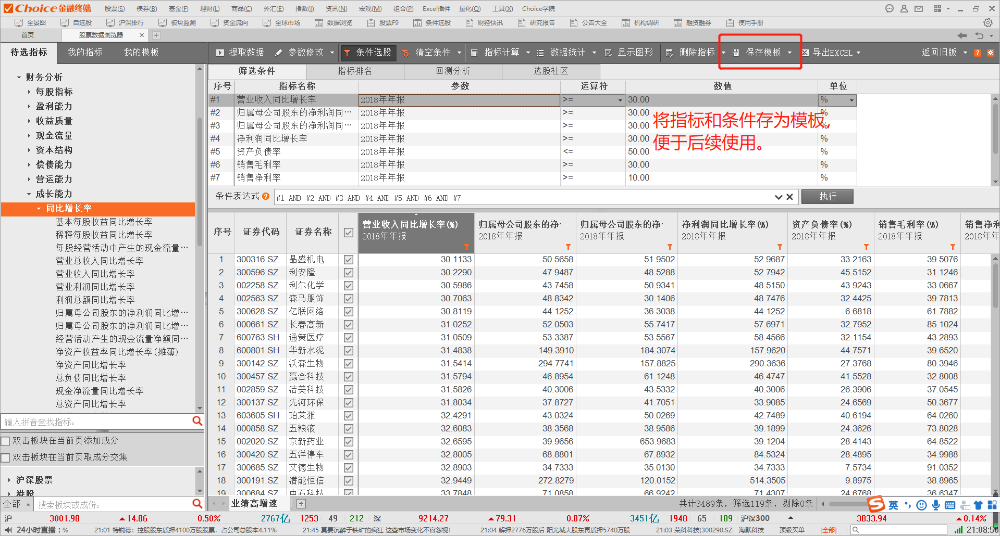 Choice金融终端 股票(S) 债券(B) 基金(F) 理财(L) 商品(C) 外汇(E) 指数(I) 资讯(N) 宏观(M) 组合(P) Excel插件 量化(Q) 工具(X) Choice学院
全景图 自选股 沪深排行 板块监测 资金流向 全球市场 数据浏览 股票F9 条件选股 财经快讯 研究报告 公告大全 机构调研 融资融券 使用手册
首页 股票数据浏览器
待选指标 我的指标 我的模板 提取数据 参数修改 条件选股 清空条件 指标计算 数据统计 显示图形 删除指标 保存模板 导出EXCEL 返回旧版
筛选条件 指标排名 回测分析 选股社区
序号 指标名称 参数 运算符 数值 单位
#1 营业收入同比增长率 2018年年报 >= 30.00 %
#2 归属母公司股东的净利润同… 2018年年报 >= 30.00 %
#3 归属母公司股东的净利润同… 2018年年报 >= 30.00 %
#4 净利润同比增长率 2018年年报 >= 30.00 %
#5 资产负债率 2018年年报 <= 50.00 %
#6 销售毛利率 2018年年报 >= 30.00 %
#7 销售净利率 2018年年报 >= 10.00 %
将指标和条件存为模板,
便于后续使用。
条件表达式 #1 AND #2 AND #3 AND #4 AND #5 AND #6 AND #7 执行
财务分析
每股指标
盈利能力
收益质量
现金流量
资本结构
偿债能力
营运能力
成长能力
同比增长率
基本每股收益同比增长率
稀释每股收益同比增长率
每股经营活动中产生的现金流量…
营业总收入同比增长率
营业收入同比增长率
营业利润同比增长率
利润总额同比增长率
归属母公司股东的净利润同比增…
归属母公司股东的净利润同比增…
经营活动产生的现金流量净额同…
净资产收益率同比增长率(摊薄)
净资产同比增长率
总负债同比增长率
现金净流量同比增长率
总资产同比增长率
输入拼音查找指标:
双击板块在当前页添加成分
双击板块在当前页取成分交集
沪深股票
港股
全部 搜索板块或成份:
序号 证券代码 证券名称 营业收入同比增长率(%) 归属母公司股东的净· 归属母公司股东的净· 净利润同比增长率(%) 资产负债率(%) 销售毛利率(%) 销售净利
2018年年报 2018年年报 2018年年报 2018年年报 2018年年报 2018年年报 2018年年
1 300316.SZ 晶盛机电 30.1133 50.5658 51.9502 52.9687 33.2163 39.5076
2 300596.SZ 利安隆 30.2290 47.9487 48.5288 52.7942 45.5152 31.1246
3 002258.SZ 利尔化学 30.5986 43.7458 50.9341 48.5150 43.9243 33.0667
4 002563.SZ 森马服饰 30.7063 48.8342 30.1406 48.7476 32.4425 39.7813
5 300628.SZ 亿联网络 30.8119 44.1252 36.3038 44.1252 6.6818 61.7882
6 000661.SZ 长春高新 31.0252 52.0503 55.7417 57.6971 32.7952 85.1024
7 600763.SH 通策医疗 31.0509 53.3387 53.5567 58.4566 32.1154 43.2893
8 600801.SH 华新水泥 31.4838 149.3910 184.3074 157.9620 44.7571 39.6520
9 300142.SZ 沃森生物 31.5414 294.7741 157.8825 290.3636 27.3768 80.3946
10 300457.SZ 赢合科技 31.5794 46.8954 61.1248 46.4747 41.5528 32.8008
11 002859.SZ 洁美科技 31.5826 40.3006 43.5332 40.3006 26.3906 37.0545
12 300137.SZ 先河环保 31.8034 37.8727 41.7051 33.9085 24.6569 50.3677
13 603605.SH 珀莱雅 32.4291 43.0324 50.0269 42.7489 40.6194 64.0260
14 000858.SZ 五粮液 32.6083 38.3568 38.9586 39.1899 24.3626 73.8028
15 002020.SZ 京新药业 32.6595 39.9656 653.9683 39.1204 28.4143 64.8522
16 300420.SZ 五洋停车 32.8005 68.8801 67.8932 84.5324 28.4895 34.9988
17 300685.SZ 艾德生物 32.8903 34.7333 35.0130 34.7333 7.5734 91.0352
18 300191.SZ 潜能恒信 32.9449 272.8279 120.0152 514.3505 9.8975 38.8965
19 300684.SZ 中石科技 33.7848 71.0858 66.9242 71.4307 24.6768 36.6347
业绩高增速 共计3489条, 筛选119条, 剔除0条 英
沪 3001.98 14.86 0.50% 2767亿 1253 49 212 深 9214.27 79.31 0.87% 3451亿 1948 65 189 沪深300 3833.94 0.14%
24小时直播: % 21:01 特锐德: 控股股东质押4100万股股票, 占公司总股本4.11% 21:45 莫要沉醉于铁矿的疯狂 这些市场变化不容忽视! 21:04 解押2776万股后 阳光城大股东再质押5740万股 21:03 荣科科技(300290.SZ 海默科技 顶级买单 [全部] 21:08:50